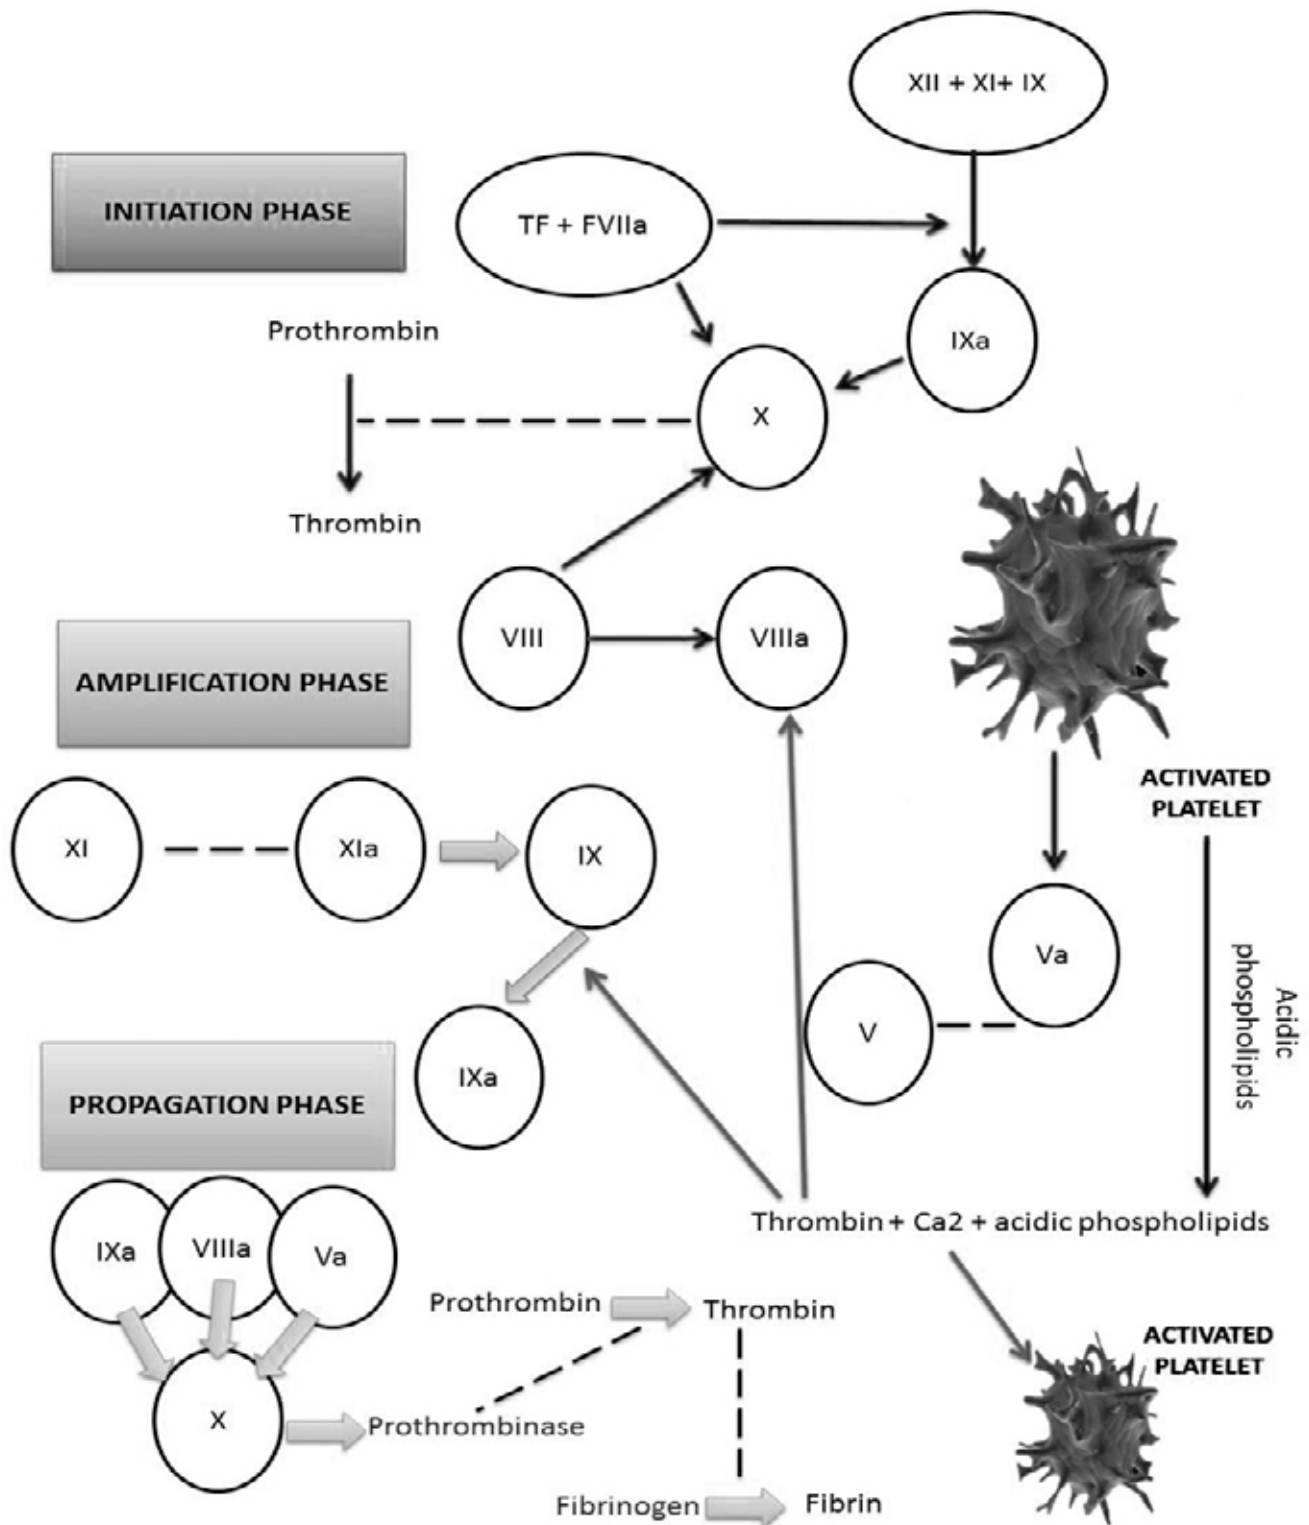 XII + XI+ IX
INITIATION PHASE
TF + FVIIa
Prothrombin
IXa
X
Thrombin
VIII
VIIIa
AMPLIFICATION PHASE
ACTIVATED
PLATELET
XI
XIa
IX
Va
Acidic
phospholipids
V
IXa
PROPAGATION PHASE
Thrombin + Ca2 + acidic phospholipids
IXa
VIIIa
Va
Prothrombin
Thrombin
ACTIVATED
PLATELET
X
Prothrombinase
Fibrinogen
Fibrin